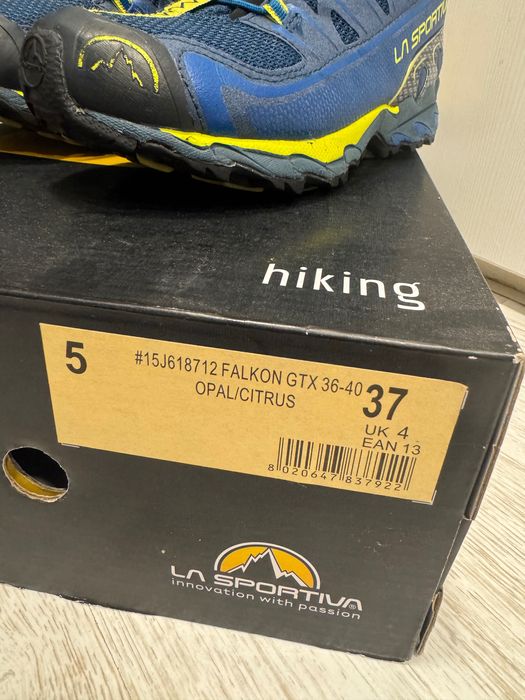 LA SPORTIVA
hiking
5
#15J618712 FALKON GTX 36-40
OPAL/CITRUS
37
UK 4
EAN 13
8 020647 837922
LA SPORTIVA®
innovation with passion